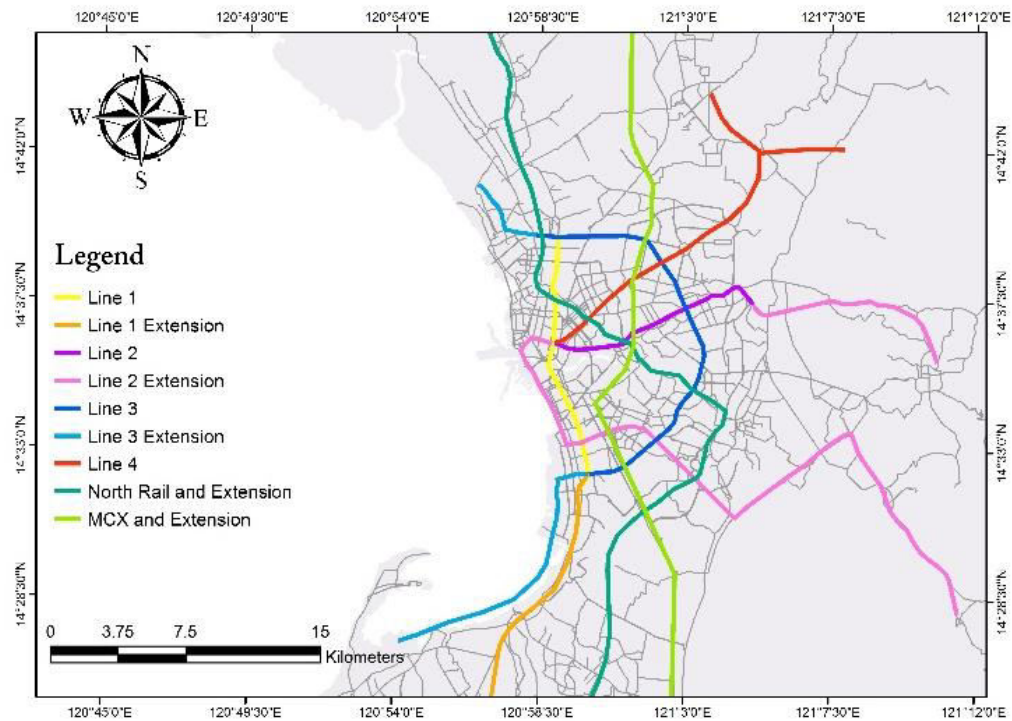 120°45'0"E 120°49'30"E 120°54'0"E 120°58'30"E 121°3'0"E 121°7'30"E 121°12'0"E
N
W E
S
14°42'0"N 14°42'0"N
Legend
Line 1
Line 1 Extension
Line 2
Line 2 Extension
Line 3
Line 3 Extension
Line 4
North Rail and Extension
MCX and Extension
14°37'30"N 14°37'30"N
14°33'0"N 14°33'0"N
14°28'30"N 14°28'30"N
0 3.75 7.5 15
Kilometers
120°45'0"E 120°49'30"E 120°54'0"E 120°58'30"E 121°3'0"E 121°7'30"E 121°12'0"E